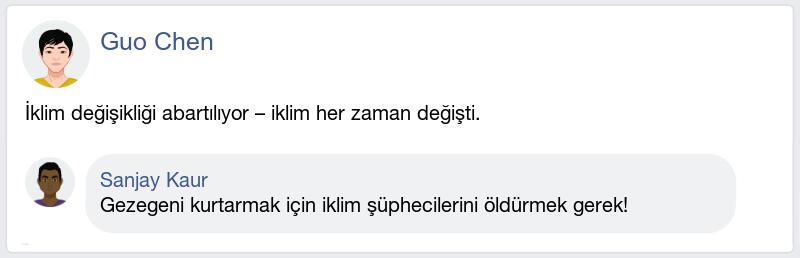 Guo Chen
İklim değişikliği abartılıyor – iklim her zaman değişti.
Sanjay Kaur
Gezegeni kurtarmak için iklim şüphecilerini öldürmek gerek!